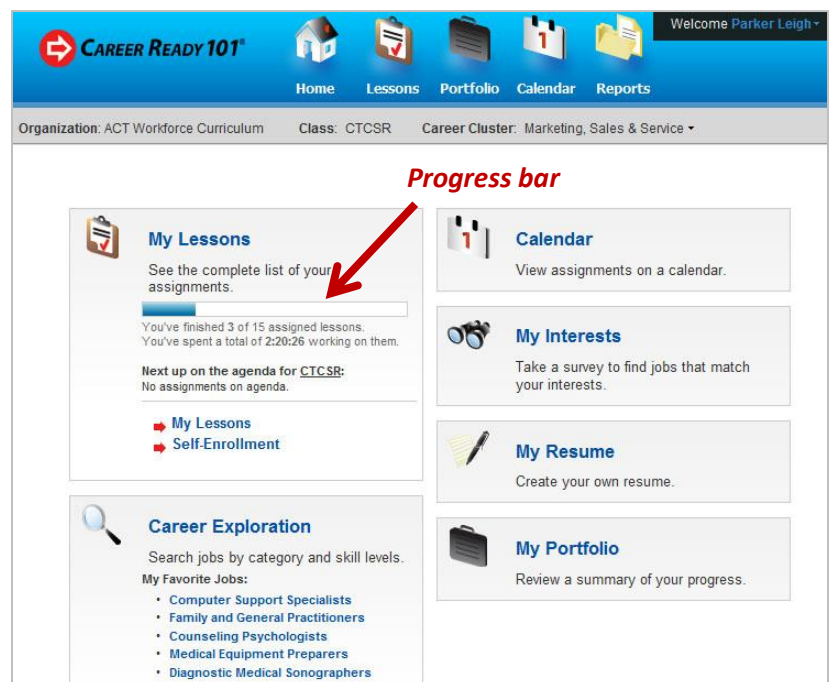 Welcome Parker Leigh
CAREER READY 101®
1
Home Lessons Portfolio Calendar Reports
Organization: ACT Workforce Curriculum Class: CTCSR Career Cluster: Marketing, Sales & Service
Progress bar
My Lessons
See the complete list of your
assignments.
You've finished 3 of 15 assigned lessons.
You've spent a total of 2:20:26 working on them.
Next up on the agenda for CTCSR:
No assignments on agenda.
My Lessons
Self-Enrollment
Career Exploration
Search jobs by category and skill levels.
My Favorite Jobs:
• Computer Support Specialists
• Family and General Practitioners
• Counseling Psychologists
• Medical Equipment Preparers
• Diagnostic Medical Sonographers
1
Calendar
View assignments on a calendar.
My Interests
Take a survey to find jobs that match
your interests.
My Resume
Create your own resume.
My Portfolio
Review a summary of your progress.